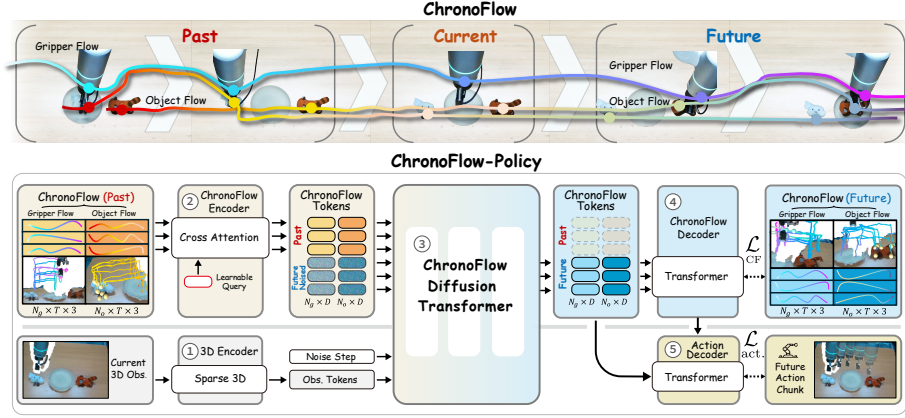 ChronoFlow
Past
Current
Future
Gripper Flow
Object Flow
Gripper Flow
Object Flow
ChronoFlow-Policy
ChronoFlow (Past)
Gripper Flow
Object Flow
N_g × T × 3
N_o × T × 3
② ChronoFlow
Encoder
Cross Attention
Learnable
Query
ChronoFlow
Tokens
Past
Future
Noised
N_g × D
N_o × D
③
ChronoFlow
Diffusion
Transformer
ChronoFlow
Tokens
Past
Future
N_g × D
N_o × D
④
ChronoFlow
Decoder
Transformer
ℒ
CF
ChronoFlow (Future)
Gripper Flow
Object Flow
N_g × T × 3
N_o × T × 3
Current
3D Obs.
① 3D Encoder
Sparse 3D
Noise Step
Obs. Tokens
⑤ Action
Decoder
Transformer
ℒ
act.
Future
Action
Chunk